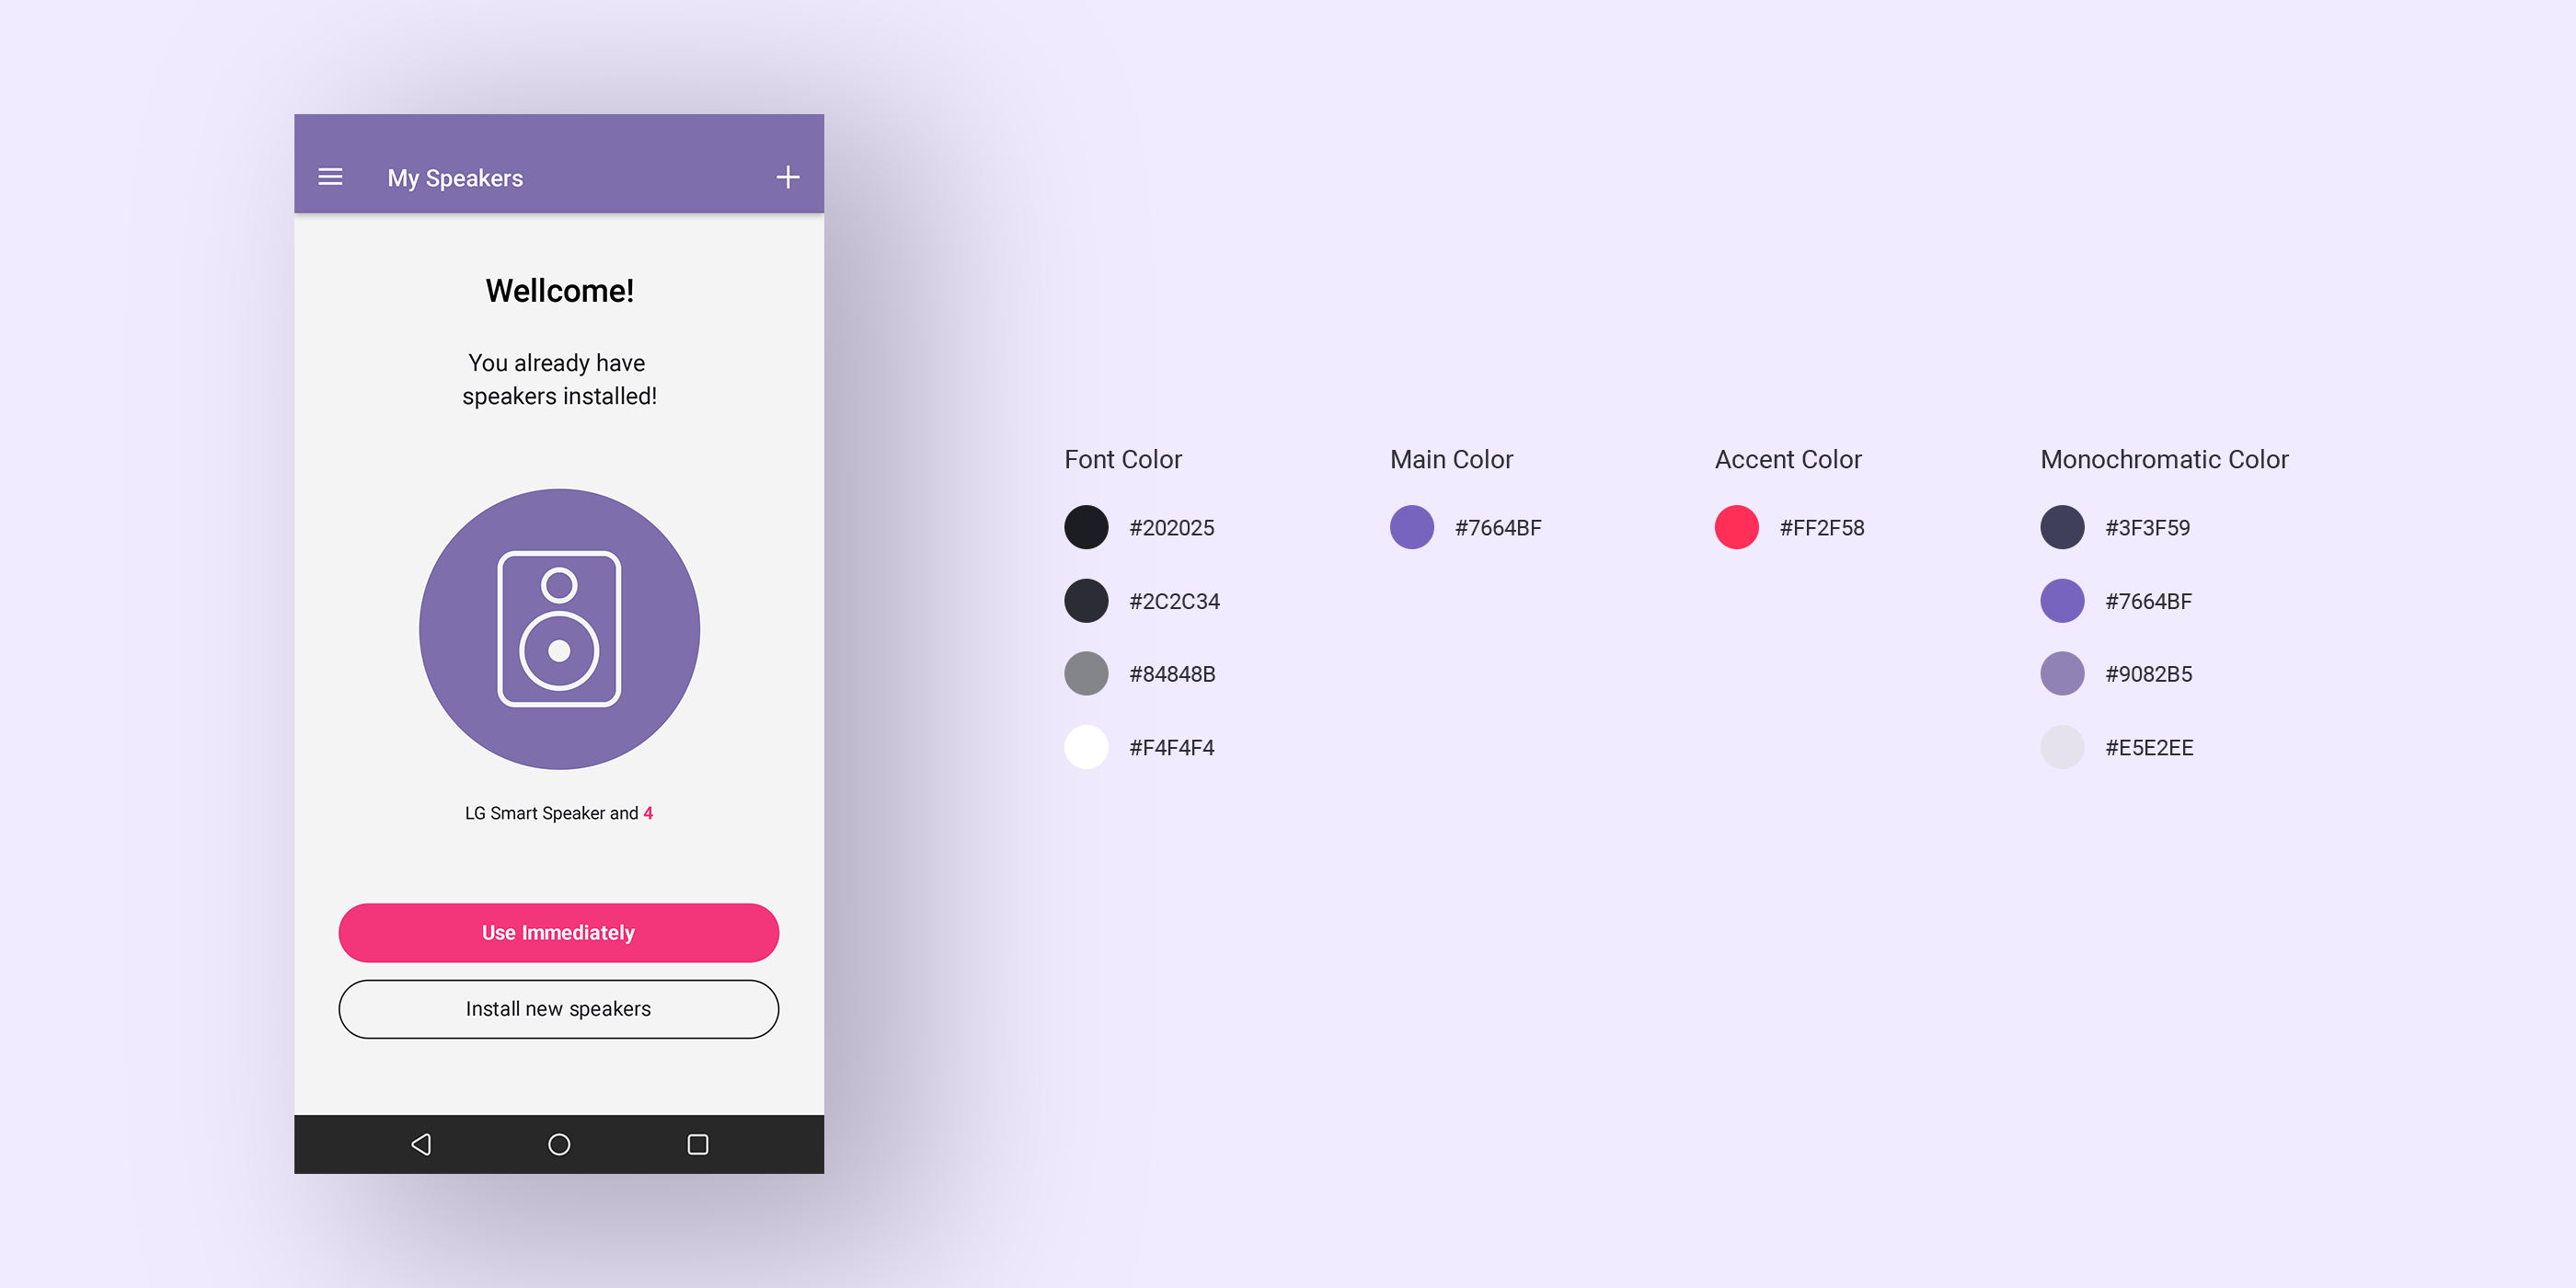 My Speakers
Wellcome!
You already have
speakers installed!
LG Smart Speaker and 4
Use Immediately
Install new speakers
Font Color
#202025
#2C2C34
#84848B
#F4F4F4
Main Color
#7664BF
Accent Color
#FF2F58
Monochromatic Color
#3F3F59
#7664BF
#9082B5
#E5E2EE